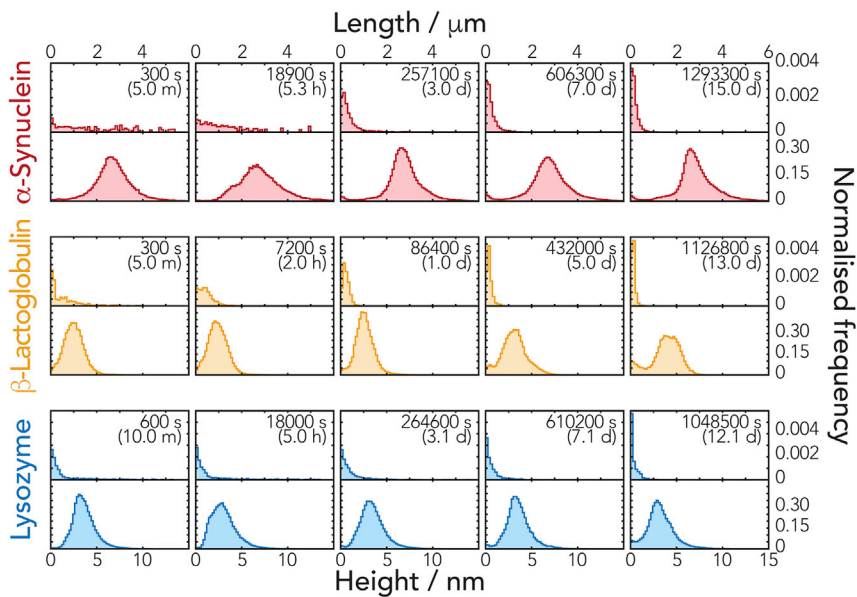 Length / μm
0 2 4 0 2 4 0 2 4 0 2 4 0 2 4 6
α-Synuclein
300 s
(5.0 m)
18900 s
(5.3 h)
257100 s
(3.0 d)
606300 s
(7.0 d)
1293300 s
(15.0 d)
0.004
0.002
0
0.30
0.15
0
β-Lactoglobulin
300 s
(5.0 m)
7200 s
(2.0 h)
86400 s
(1.0 d)
432000 s
(5.0 d)
1126800 s
(13.0 d)
0.004
0.002
0
0.30
0.15
0
Normalised frequency
Lysozyme
600 s
(10.0 m)
18000 s
(5.0 h)
264600 s
(3.1 d)
610200 s
(7.1 d)
1048500 s
(12.1 d)
0.004
0.002
0
0.30
0.15
0
0 5 10 0 5 10 0 5 10 0 5 10 0 5 10 15
Height / nm